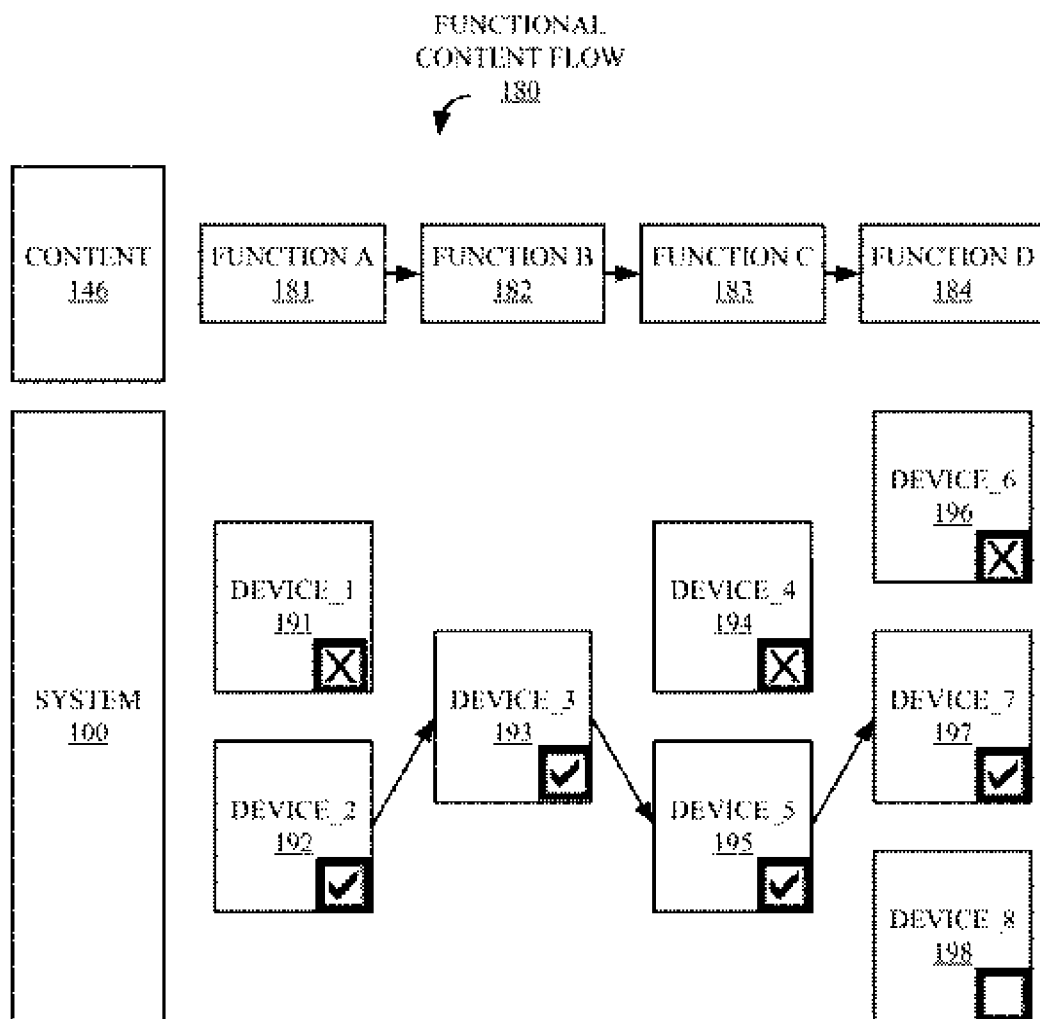 FUNCTIONAL
CONTENT FLOW
180
CONTENT
146
FUNCTION A
181
FUNCTION B
182
FUNCTION C
183
FUNCTION D
184
SYSTEM
100
DEVICE_1
191
DEVICE_2
192
DEVICE_3
193
DEVICE_4
194
DEVICE_5
195
DEVICE_6
196
DEVICE_7
197
DEVICE_8
198